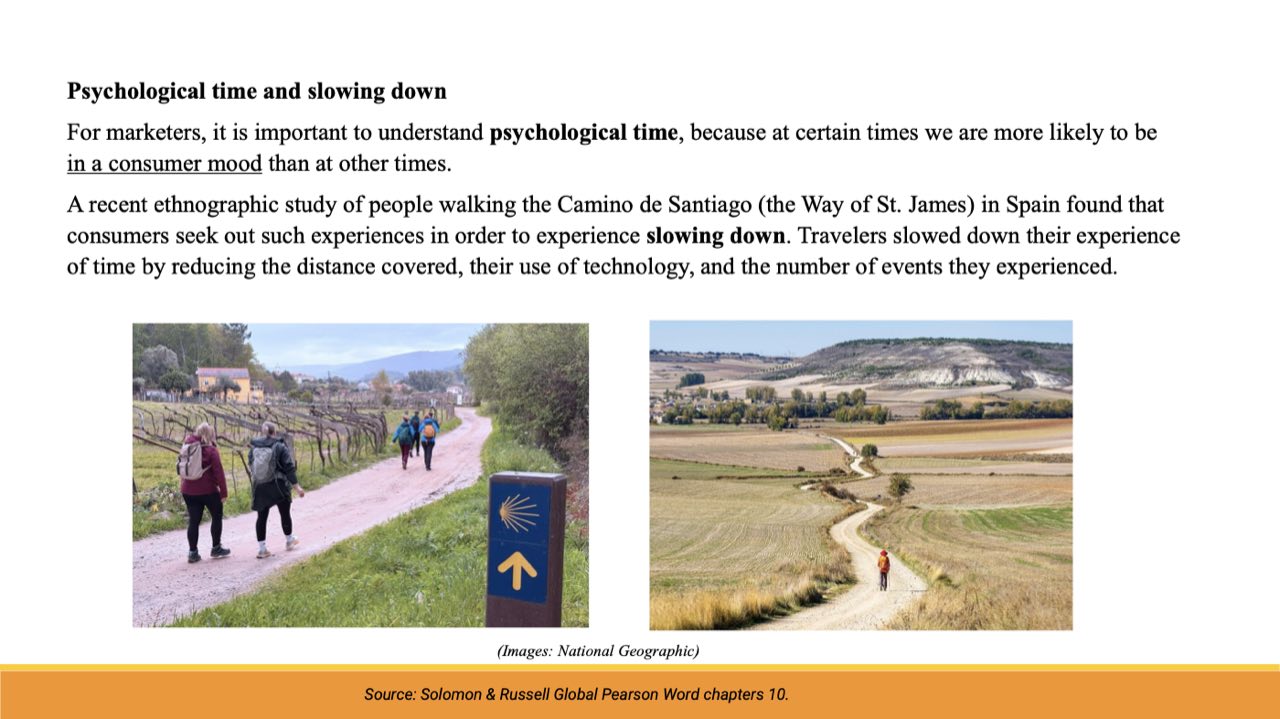 Psychological time and slowing down
For marketers, it is important to understand psychological time, because at certain times we are more likely to be
in a consumer mood than at other times.
A recent ethnographic study of people walking the Camino de Santiago (the Way of St. James) in Spain found that
consumers seek out such experiences in order to experience slowing down. Travelers slowed down their experience
of time by reducing the distance covered, their use of technology, and the number of events they experienced.
(Images: National Geographic)
Source: Solomon & Russell Global Pearson Word chapters 10.